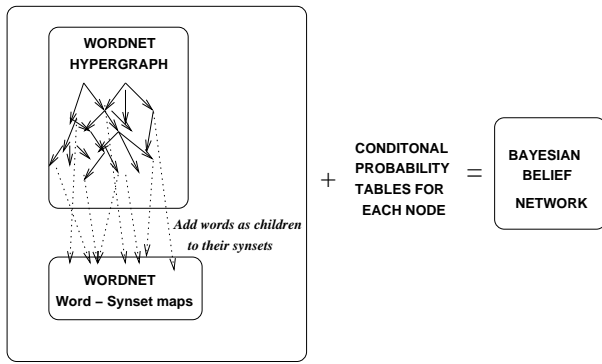 WORDNET
HYPERGRAPH
Add words as children
to their synsets
WORDNET
Word – Synset maps
+
CONDITONAL
PROBABILITY
TABLES FOR
EACH NODE
=
BAYESIAN
BELIEF
NETWORK